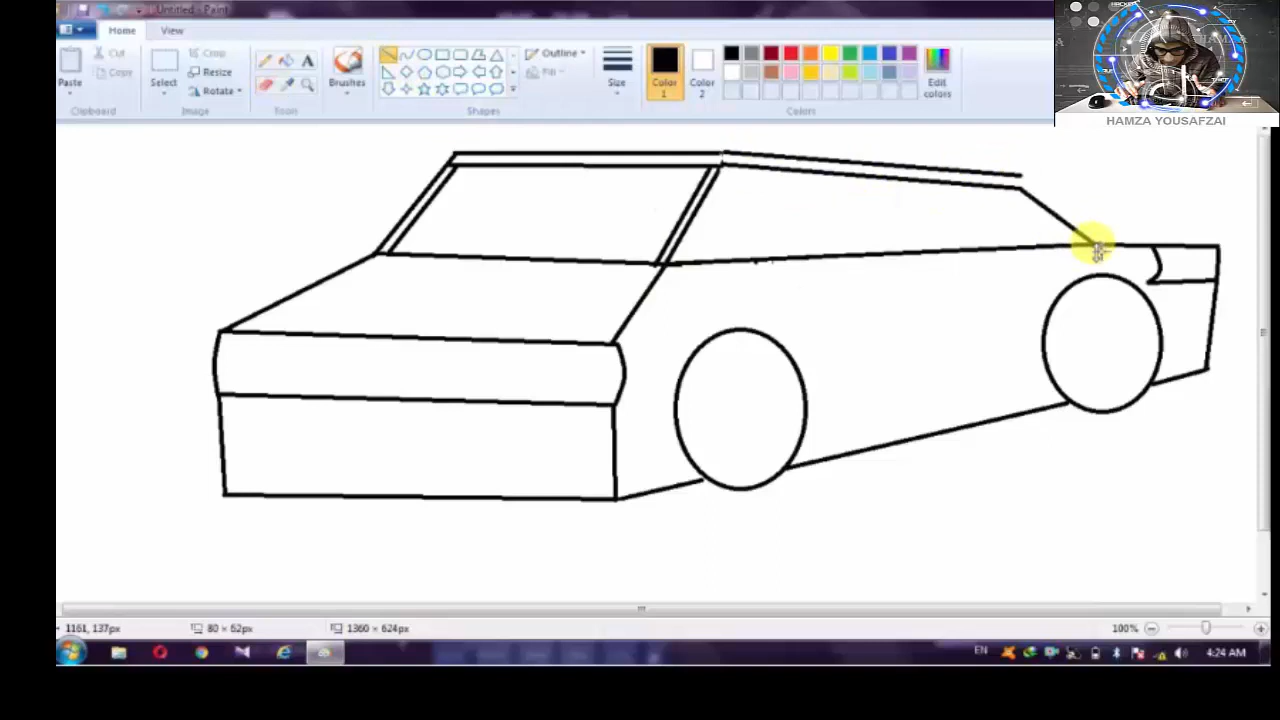 Untitled - Paint
Home View
Paste
Cut
Copy
Clipboard
Select
Crop
Resize
Rotate
Image
A
Tools
Brushes
Shapes
Outline
Fill
Size
Color 1
Color 2
Colors
Edit colors
HAMZA YOUSAFZAI
1161, 137px
80 × 62px
1360 × 624px
100%
EN
4:24 AM